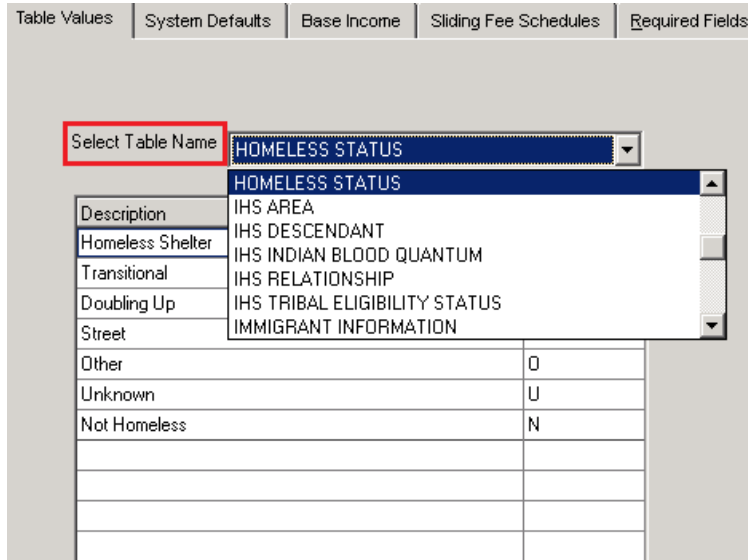 Table Values System Defaults Base Income Sliding Fee Schedules Required Fields
Select Table Name HOMELESS STATUS
HOMELESS STATUS
IHS AREA
IHS DESCENDANT
IHS INDIAN BLOOD QUANTUM
IHS RELATIONSHIP
IHS TRIBAL ELIGIBILITY STATUS
IMMIGRANT INFORMATION
Description
Homeless Shelter
Transitional
Doubling Up
Street
Other O
Unknown U
Not Homeless N